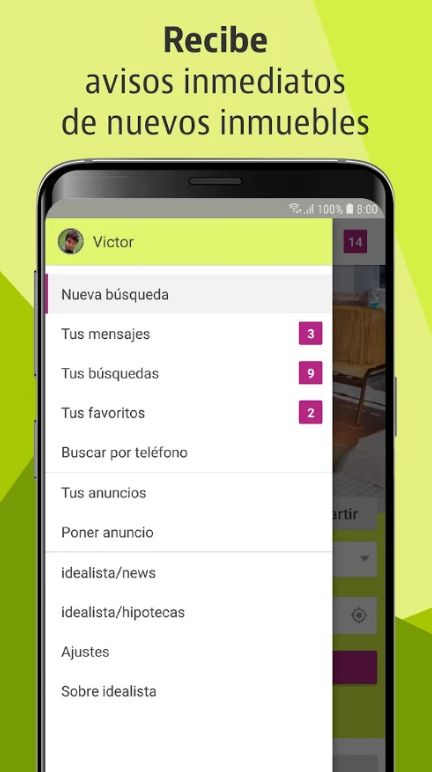 Recibe
avisos inmediatos
de nuevos inmuebles
100% 8:00
Victor
14
Nueva búsqueda
Tus mensajes 3
Tus búsquedas 9
Tus favoritos 2
Buscar por teléfono
Tus anuncios
artir
Poner anuncio
idealista/news
idealista/hipotecas
Ajustes
Sobre idealista